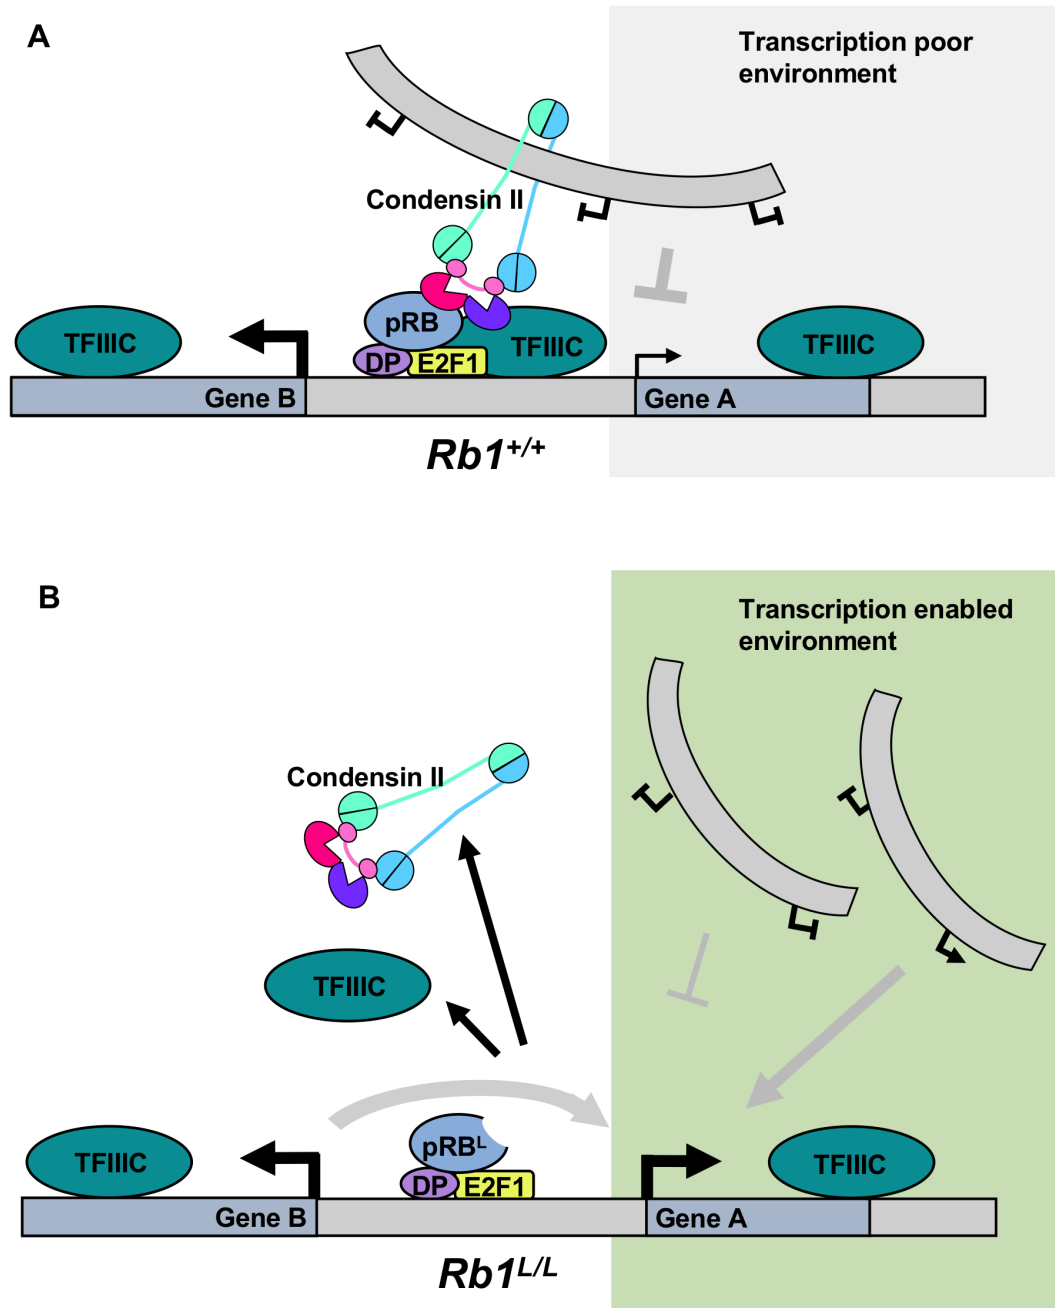 A
Transcription poor
environment
Condensin II
TFIIIC
pRB
TFIIIC
TFIIIC
DP
E2F1
Gene B
Gene A
Rb1+/+
B
Transcription enabled
environment
Condensin II
TFIIIC
TFIIIC
pRBL
TFIIIC
DP
E2F1
Gene B
Gene A
Rb1L/L